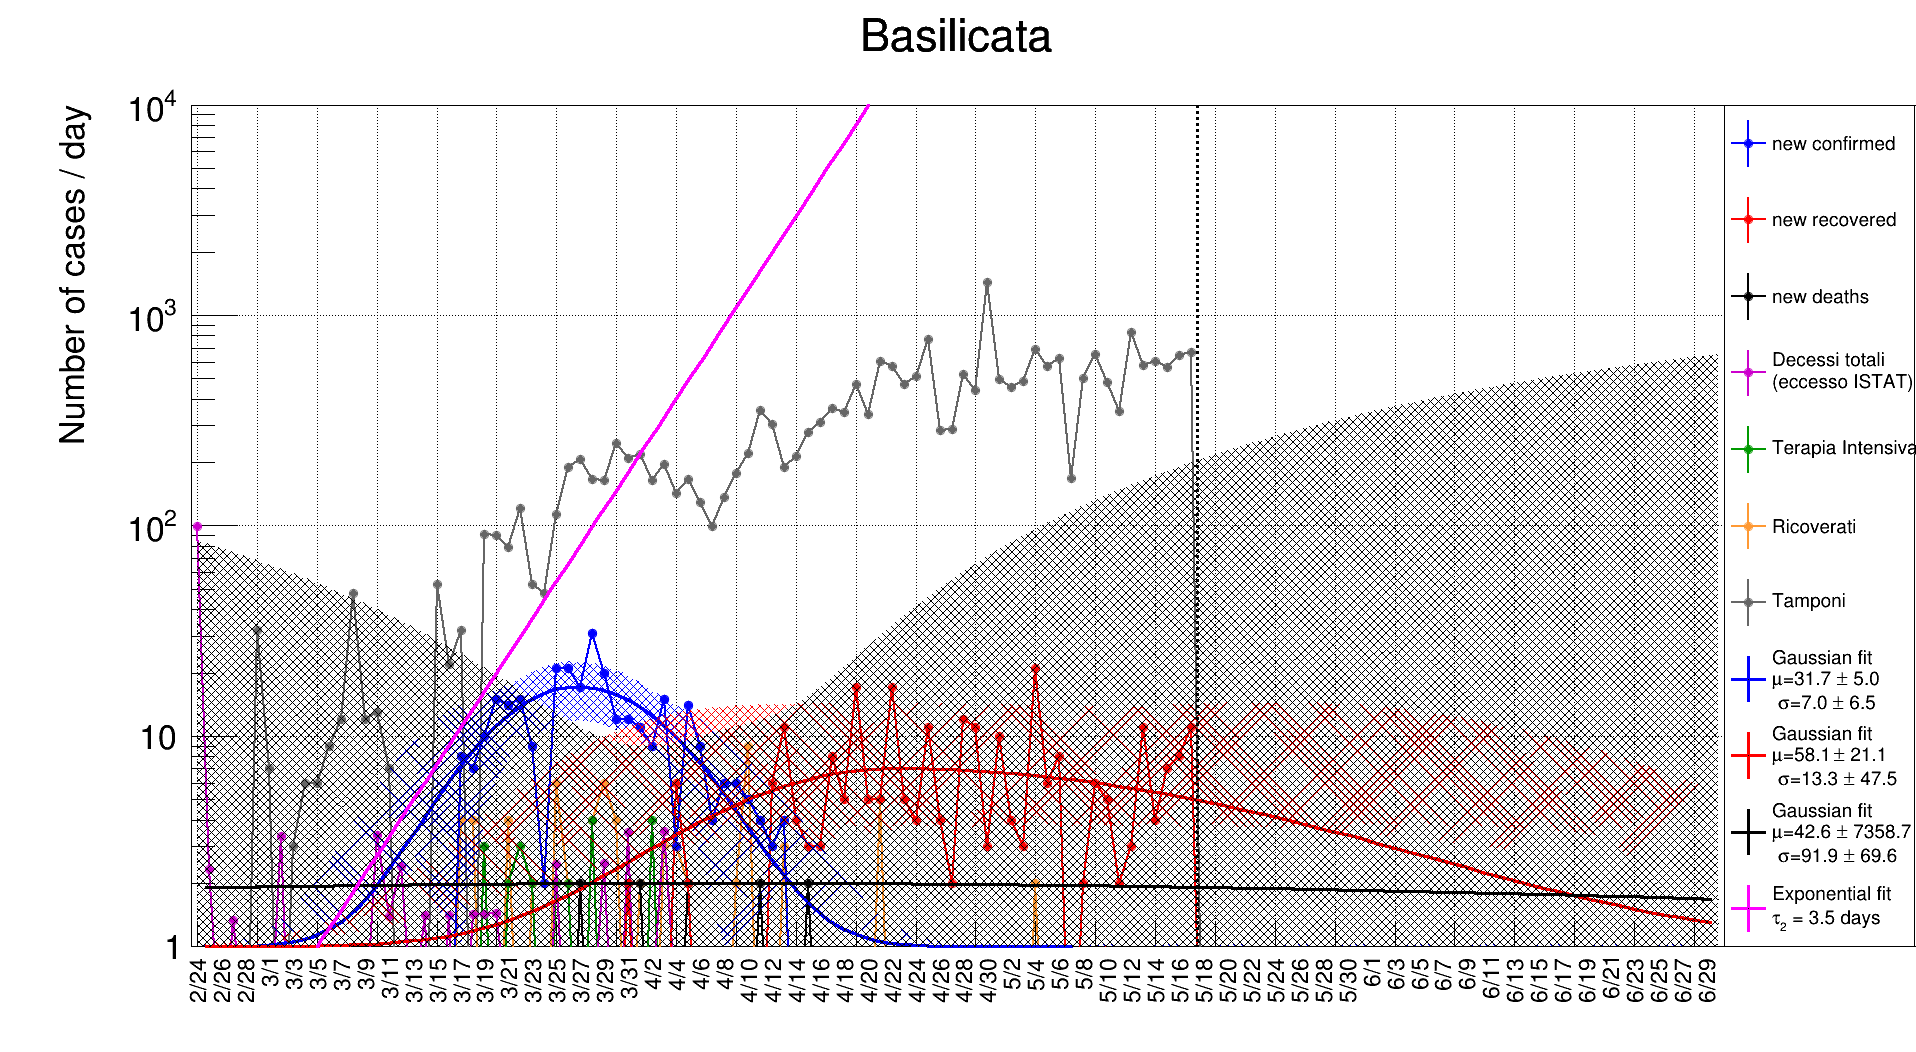 Basilicata
Number of cases / day
10⁴
10³
10²
10
1
2/24 2/26 2/28 3/1 3/3 3/5 3/7 3/9 3/11 3/13 3/15 3/17 3/19 3/21 3/23 3/25 3/27 3/29 3/31 4/2 4/4 4/6 4/8 4/10 4/12 4/14 4/16 4/18 4/20 4/22 4/24 4/26 4/28 4/30 5/2 5/4 5/6 5/8 5/10 5/12 5/14 5/16 5/18 5/20 5/22 5/24 5/26 5/28 5/30 6/1 6/3 6/5 6/7 6/9 6/11 6/13 6/15 6/17 6/19 6/21 6/23 6/25 6/27 6/29
new confirmed
new recovered
new deaths
Decessi totali
(eccesso ISTAT)
Terapia Intensiva
Ricoverati
Tamponi
Gaussian fit
μ=31.7 ± 5.0
σ=7.0 ± 6.5
Gaussian fit
μ=58.1 ± 21.1
σ=13.3 ± 47.5
Gaussian fit
μ=42.6 ± 7358.7
σ=91.9 ± 69.6
Exponential fit
τ₂ = 3.5 days